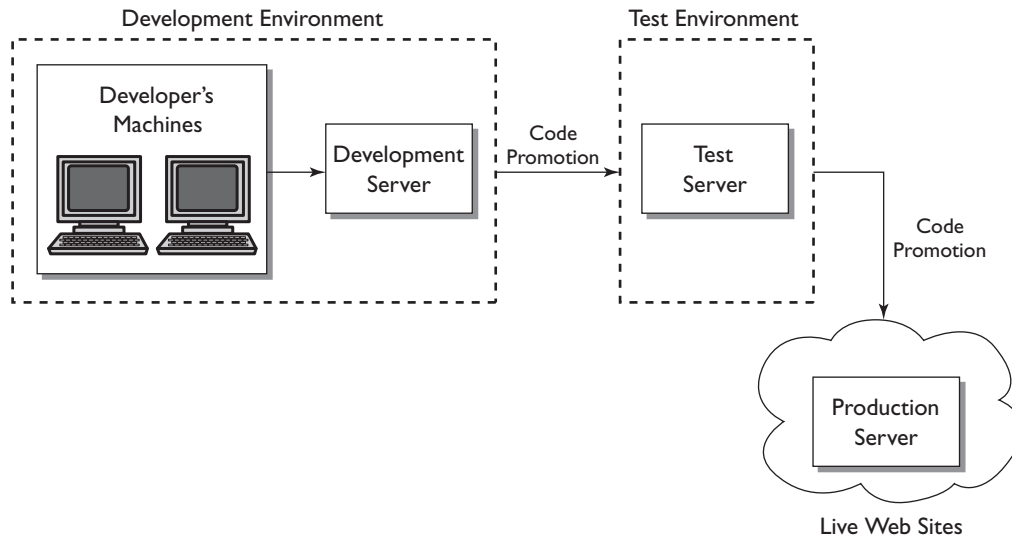 Development Environment
Test Environment
Developer's
Machines
Development
Server
Code
Promotion
Test
Server
Code
Promotion
Production
Server
Live Web Sites